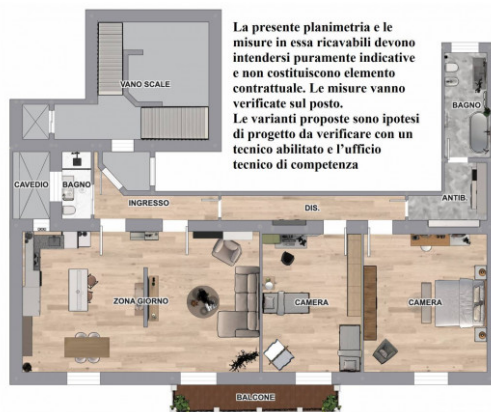 La presente planimetria e le
misure in essa ricavabili devono
intendersi puramente indicative
e non costituiscono elemento
contrattuale. Le misure vanno
verificate sul posto.
Le varianti proposte sono ipotesi
di progetto da verificare con un
tecnico abilitato e l'ufficio
tecnico di competenza
VANO SCALE
BAGNO
CAVEDIO
BAGNO
ANTIB.
INGRESSO
DIS.
ZONA GIORNO
CAMERA
CAMERA
BALCONE